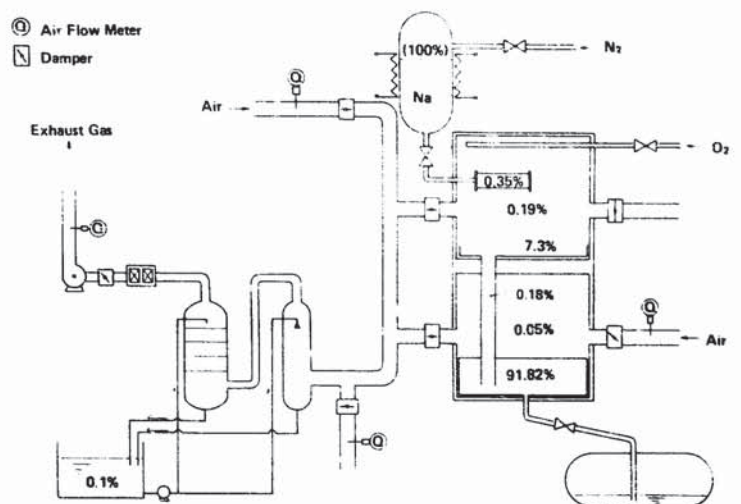 Air Flow Meter
Damper
(100%)
N₂
Na
Air
Exhaust Gas
O₂
0.35%
0.19%
7.3%
0.18%
0.05%
Air
91.82%
0.1%